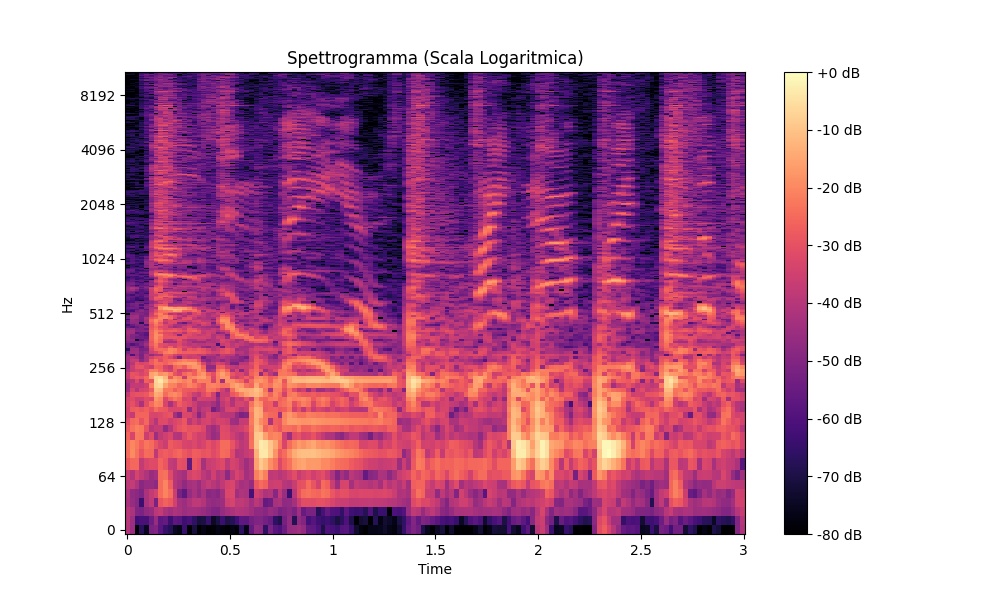 Spettrogramma (Scala Logaritmica)
8192
4096
2048
1024
512
256
128
64
0
Hz
0
0.5
1
1.5
2
2.5
3
Time
+0 dB
-10 dB
-20 dB
-30 dB
-40 dB
-50 dB
-60 dB
-70 dB
-80 dB